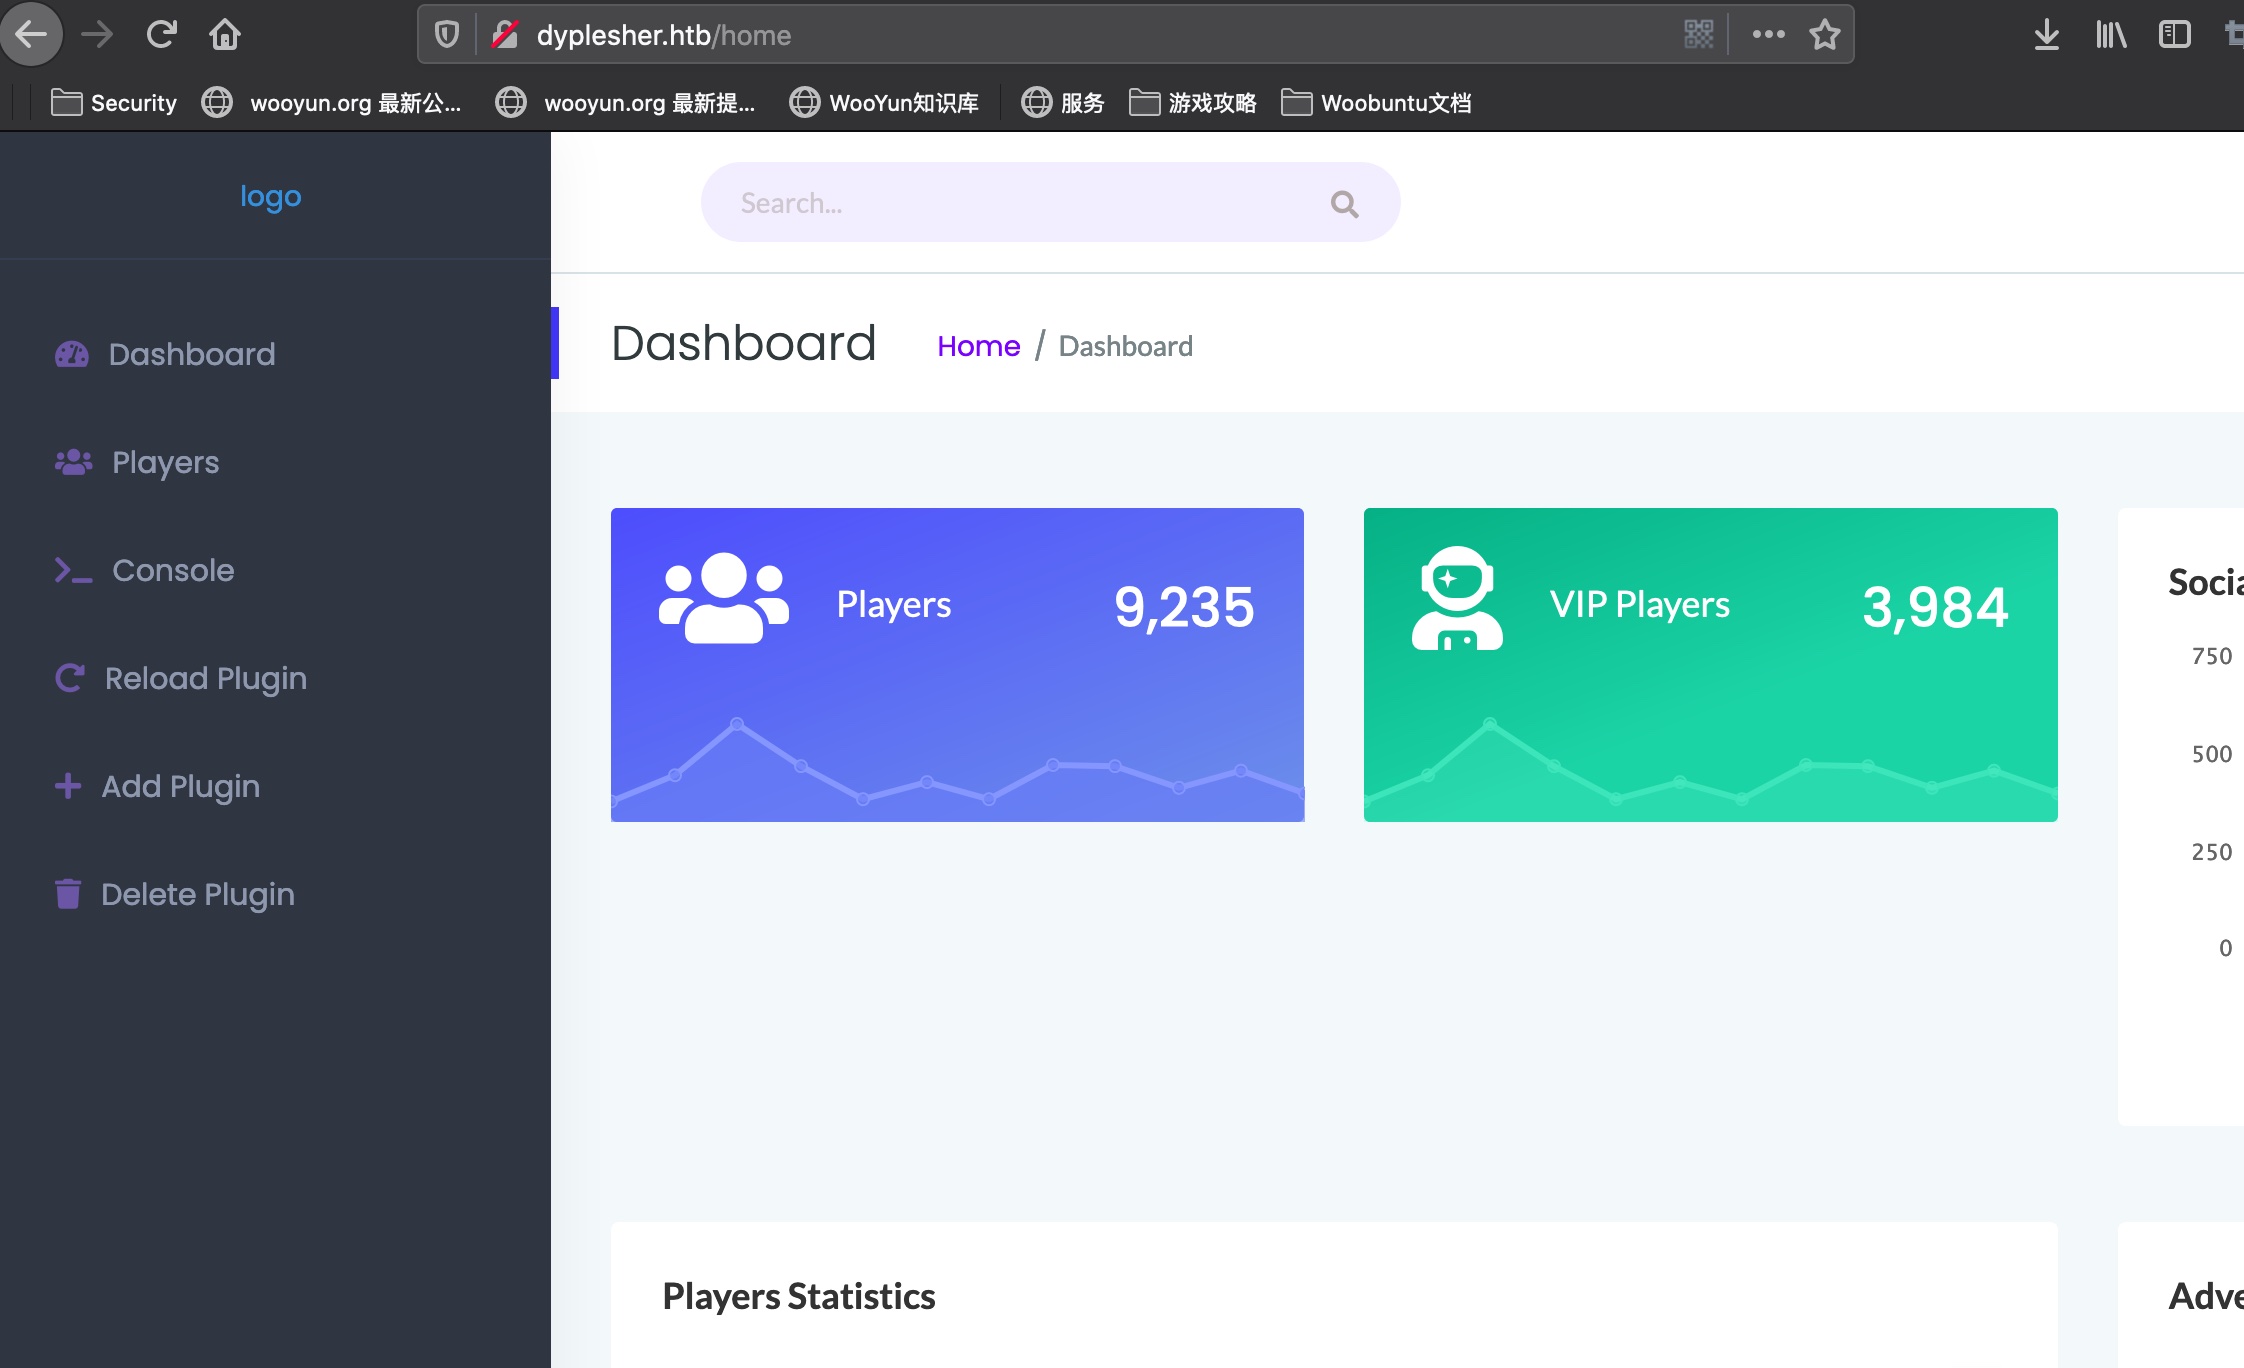 dyplesher.htb/home
Security
wooyun.org 最新公...
wooyun.org 最新提...
WooYun知识库
服务
游戏攻略
Woobuntu文档
logo
Search...
Dashboard
Home / Dashboard
Dashboard
Players
Console
Reload Plugin
Add Plugin
Delete Plugin
Players
9,235
VIP Players
3,984
Socia
750
500
250
0
Players Statistics
Adve